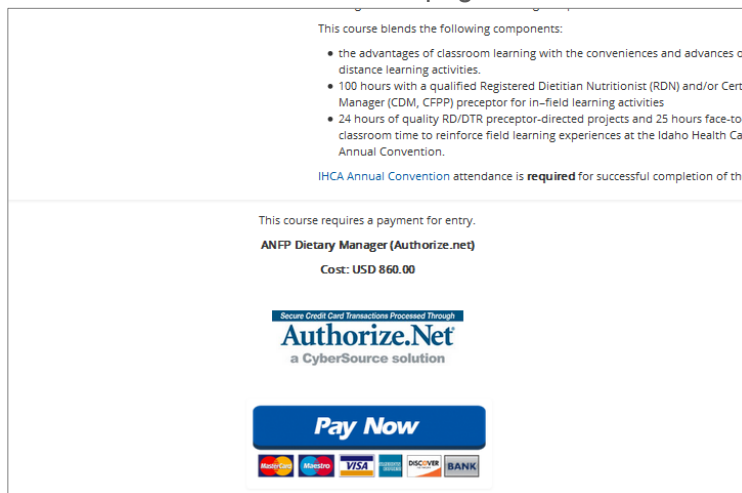 This course blends the following components:
• the advantages of classroom learning with the conveniences and advances
distance learning activities.
• 100 hours with a qualified Registered Dietitian Nutritionist (RDN) and/or
Manager (CDM, CFPP) preceptor for in–field learning activities
• 24 hours of quality RD/DTR preceptor-directed projects and 25 hours
classroom time to reinforce field learning experiences at the Idaho Health
Annual Convention.
IHCA Annual Convention attendance is required for successful completion of
This course requires a payment for entry.
ANFP Dietary Manager (Authorize.net)
Cost: USD 860.00
Secure Credit Card Transactions Processed Through
Authorize.Net
a CyberSource solution
Pay Now
MasterCard Maestro VISA DISCOVER BANK